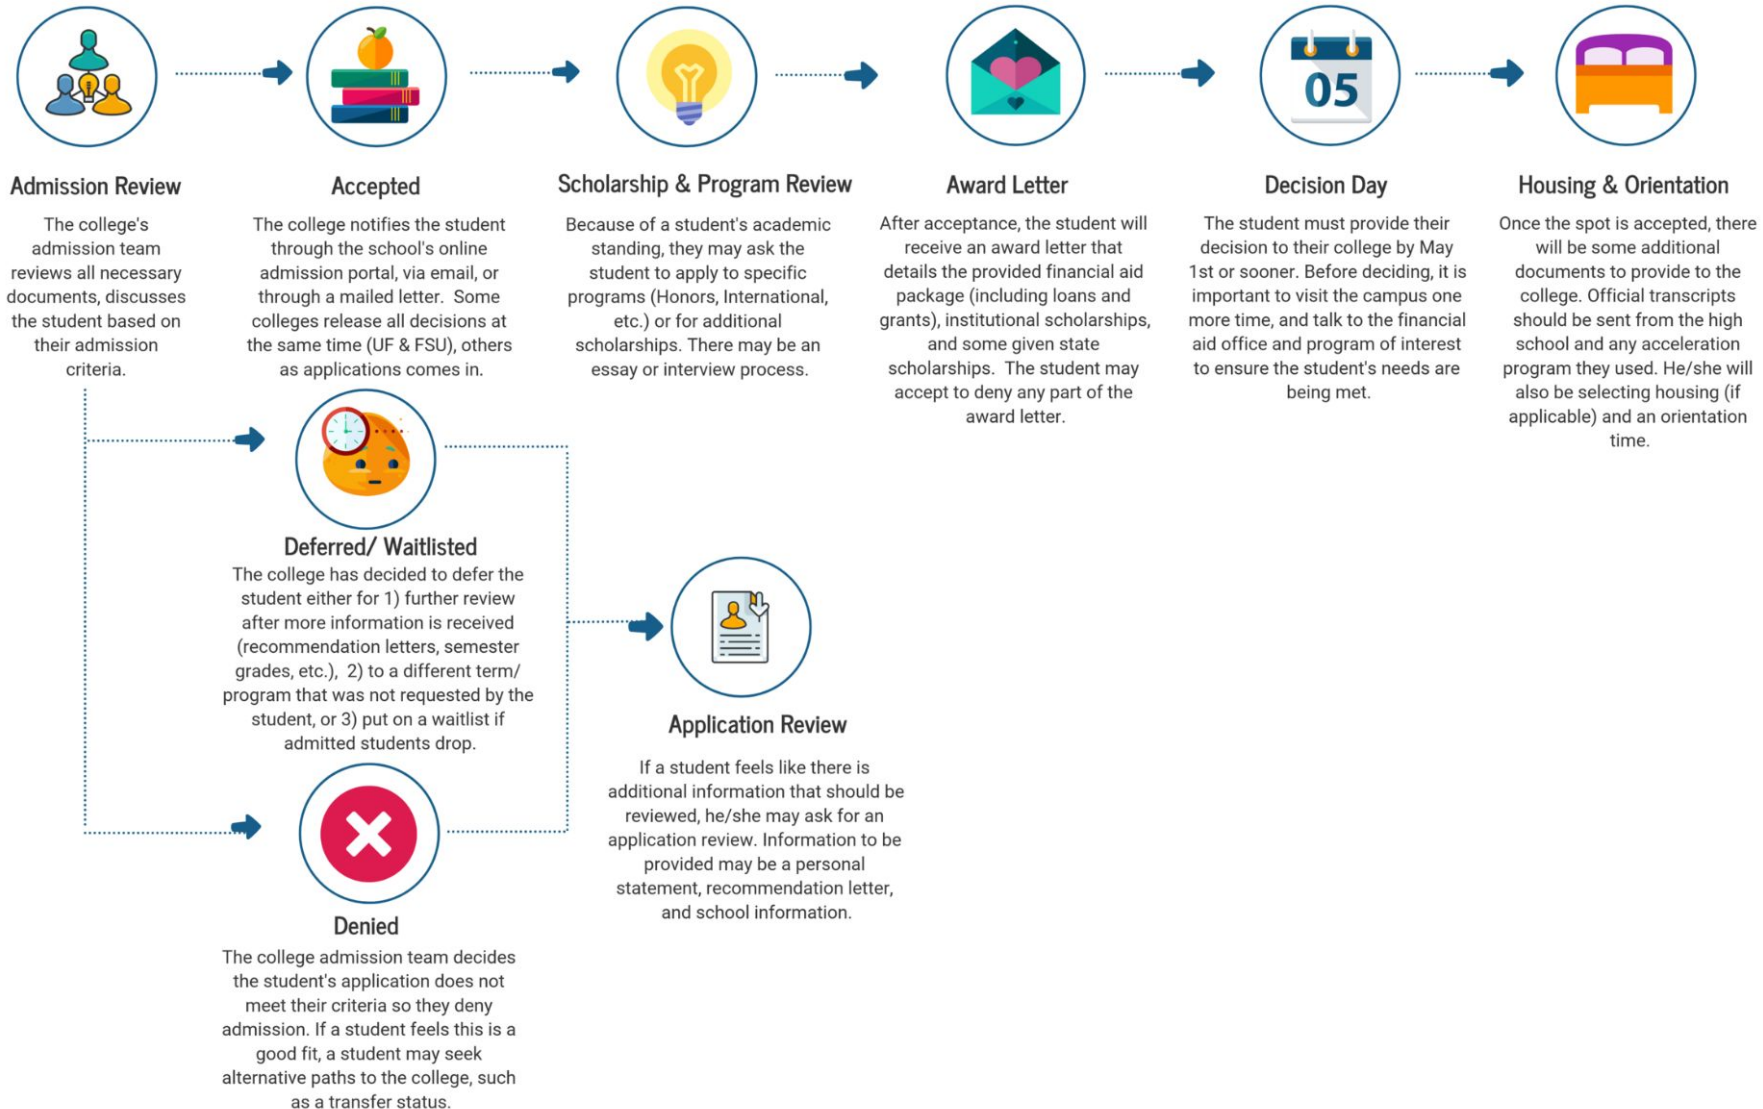 Admission Review
The college's
admission team
reviews all necessary
documents, discusses
the student based on
their admission
criteria.
Accepted
The college notifies the student
through the school's online
admission portal, via email, or
through a mailed letter. Some
colleges release all decisions at
the same time (UF & FSU), others
as applications comes in.
Scholarship & Program Review
Because of a student's academic
standing, they may ask the
student to apply to specific
programs (Honors, International,
etc.) or for additional
scholarships. There may be an
essay or interview process.
Award Letter
After acceptance, the student will
receive an award letter that
details the provided financial aid
package (including loans and
grants), institutional scholarships,
and some given state
scholarships. The student may
accept to deny any part of the
award letter.
05
Decision Day
The student must provide their
decision to their college by May
1st or sooner. Before deciding, it is
important to visit the campus one
more time, and talk to the financial
aid office and program of interest
to ensure the student's needs are
being met.
Housing & Orientation
Once the spot is accepted, there
will be some additional
documents to provide to the
college. Official transcripts
should be sent from the high
school and any acceleration
program they used. He/she will
also be selecting housing (if
applicable) and an orientation
time.
Deferred/ Waitlisted
The college has decided to defer the
student either for 1) further review
after more information is received
(recommendation letters, semester
grades, etc.), 2) to a different term/
program that was not requested by the
student, or 3) put on a waitlist if
admitted students drop.
Application Review
If a student feels like there is
additional information that should be
reviewed, he/she may ask for an
application review. Information to be
provided may be a personal
statement, recommendation letter,
and school information.
Denied
The college admission team decides
the student's application does not
meet their criteria so they deny
admission. If a student feels this is a
good fit, a student may seek
alternative paths to the college, such
as a transfer status.